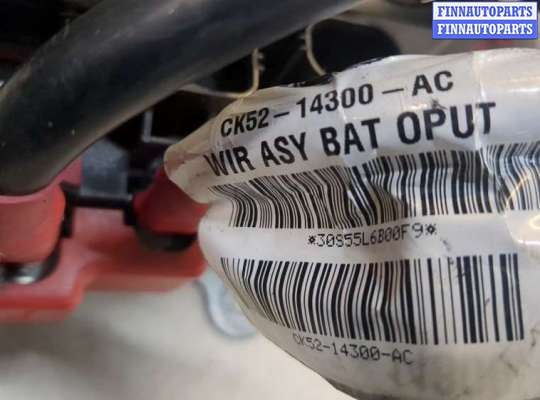 FINNAUTOPARTS
FINNAUTOPARTS
CK52-14300-AC
WIR ASY BAT OPUT
*30S55L6B00F9*
CK52-14300-AC